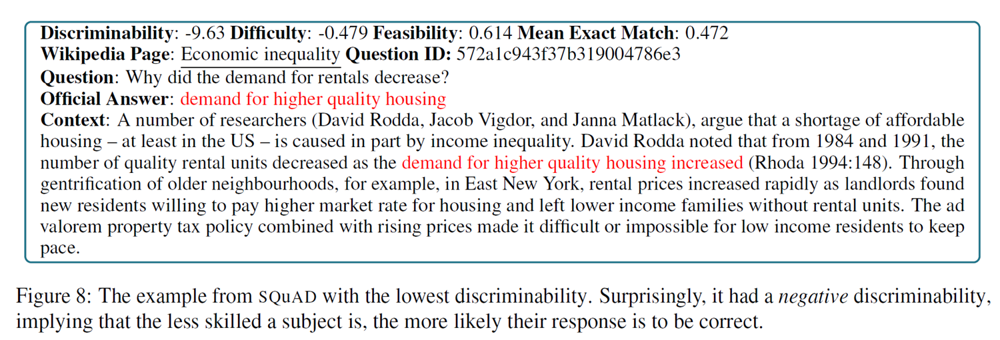 Discriminability: -9.63 Difficulty: -0.479 Feasibility: 0.614 Mean Exact Match: 0.472
Wikipedia Page: Economic inequality Question ID: 572a1c943f37b319004786e3
Question: Why did the demand for rentals decrease?
Official Answer: demand for higher quality housing
Context: A number of researchers (David Rodda, Jacob Vigdor, and Janna Matlack), argue that a shortage of affordable
housing – at least in the US – is caused in part by income inequality. David Rodda noted that from 1984 and 1991, the
number of quality rental units decreased as the demand for higher quality housing increased (Rhoda 1994:148). Through
gentrification of older neighbourhoods, for example, in East New York, rental prices increased rapidly as landlords found
new residents willing to pay higher market rate for housing and left lower income families without rental units. The ad
valorem property tax policy combined with rising prices made it difficult or impossible for low income residents to keep
pace.
Figure 8: The example from SQuAD with the lowest discriminability. Surprisingly, it had a negative discriminability,
implying that the less skilled a subject is, the more likely their response is to be correct.